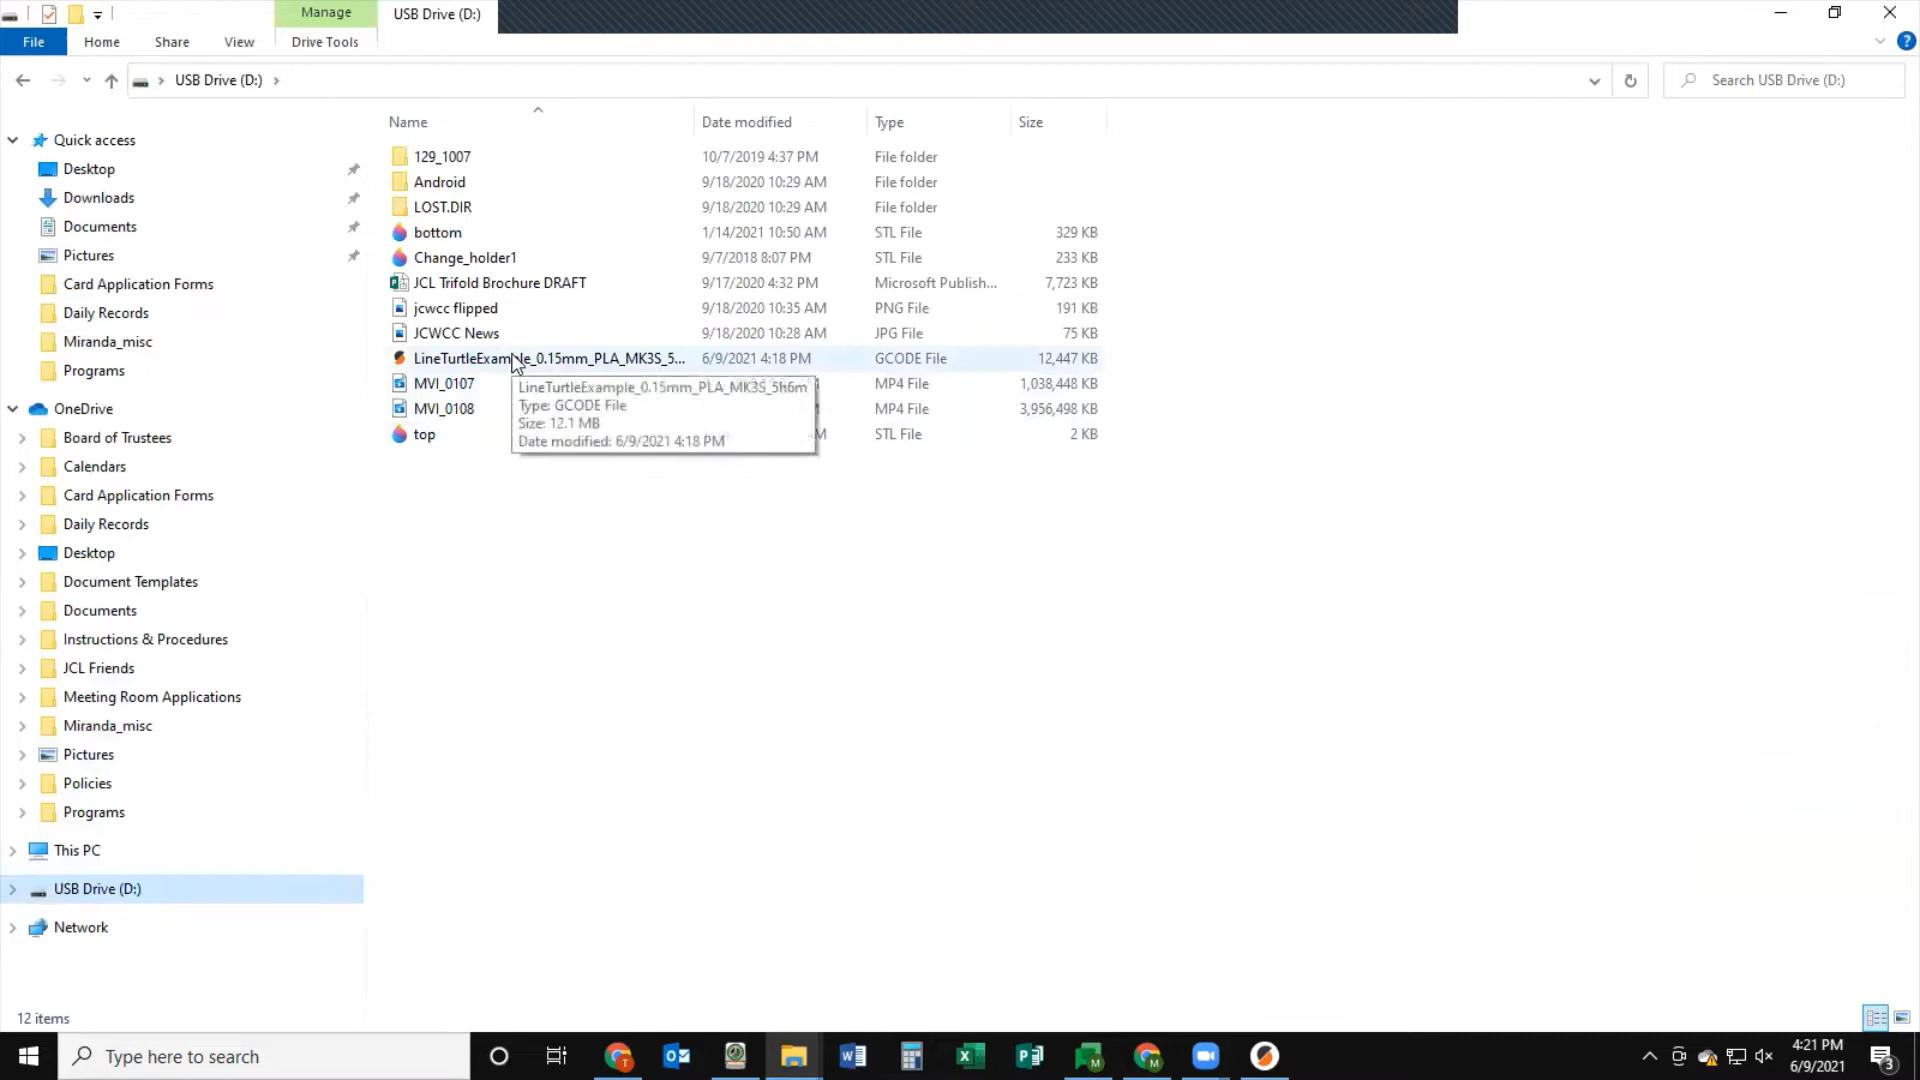 Manage
USB Drive (D:)
File
Home
Share
View
Drive Tools
?
USB Drive (D:)
Search USB Drive (D:)
Name
Date modified
Type
Size
Quick access
Desktop
Downloads
Documents
Pictures
Card Application Forms
Daily Records
Miranda_misc
Programs
OneDrive
Board of Trustees
Calendars
Card Application Forms
Daily Records
Desktop
Document Templates
Documents
Instructions & Procedures
JCL Friends
Meeting Room Applications
Miranda_misc
Pictures
Policies
Programs
This PC
USB Drive (D:)
Network
129_1007 10/7/2019 4:37 PM File folder
Android 9/18/2020 10:29 AM File folder
LOST.DIR 9/18/2020 10:29 AM File folder
bottom 1/14/2021 10:50 AM STL File 329 KB
Change_holder1 9/7/2018 8:07 PM STL File 233 KB
JCL Trifold Brochure DRAFT 9/17/2020 4:32 PM Microsoft Publish... 7,723 KB
jcwcc flipped 9/18/2020 10:35 AM PNG File 191 KB
JCWCC News 9/18/2020 10:28 AM JPG File 75 KB
LineTurtleExample_0.15mm_PLA_MK3S_5... 6/9/2021 4:18 PM GCODE File 12,447 KB
MVI_0107 MP4 File 1,038,448 KB
MVI_0108 MP4 File 3,956,498 KB
top STL File 2 KB
LineTurtleExample_0.15mm_PLA_MK3S_5h6m
Type: GCODE File
Size: 12.1 MB
Date modified: 6/9/2021 4:18 PM
12 items
Type here to search
4:21 PM
6/9/2021
3